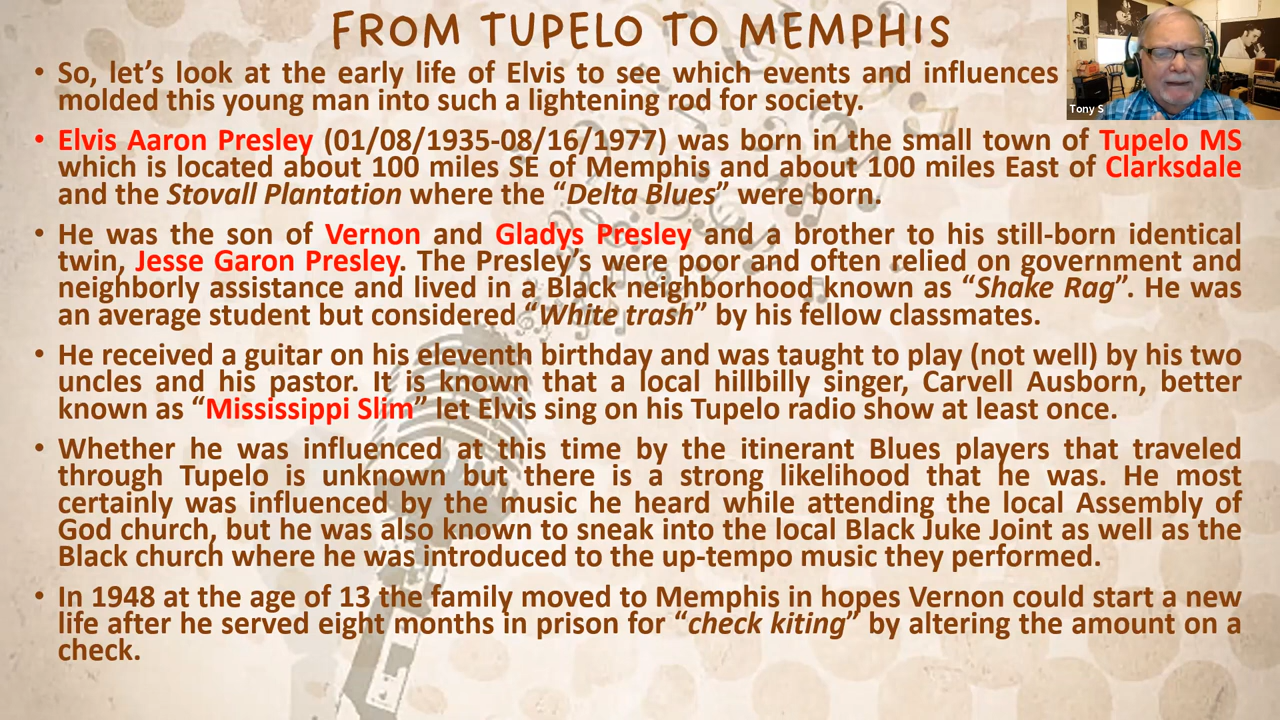 FROM TUPELO TO MEMPHIS
• So, let's look at the early life of Elvis to see which events and influences
molded this young man into such a lightening rod for society.
Tony S
• Elvis Aaron Presley (01/08/1935-08/16/1977) was born in the small town of Tupelo MS
which is located about 100 miles SE of Memphis and about 100 miles East of Clarksdale
and the Stovall Plantation where the “Delta Blues” were born.
• He was the son of Vernon and Gladys Presley and a brother to his still-born identical
twin, Jesse Garon Presley. The Presley's were poor and often relied on government and
neighborly assistance and lived in a Black neighborhood known as “Shake Rag”. He was
an average student but considered “White trash” by his fellow classmates.
• He received a guitar on his eleventh birthday and was taught to play (not well) by his two
uncles and his pastor. It is known that a local hillbilly singer, Carvell Ausborn, better
known as “Mississippi Slim” let Elvis sing on his Tupelo radio show at least once.
• Whether he was influenced at this time by the itinerant Blues players that traveled
through Tupelo is unknown but there is a strong likelihood that he was. He most
certainly was influenced by the music he heard while attending the local Assembly of
God church, but he was also known to sneak into the local Black Juke Joint as well as the
Black church where he was introduced to the up-tempo music they performed.
• In 1948 at the age of 13 the family moved to Memphis in hopes Vernon could start a new
life after he served eight months in prison for “check kiting” by altering the amount on a
check.